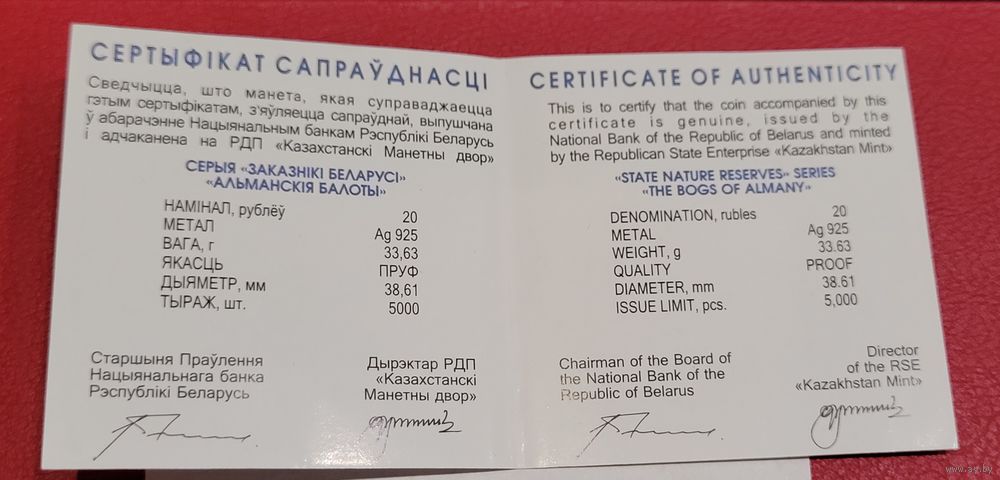 СЕРТЫФІКАТ САПРАЎДНАСЦІ
Сведчыцца, што манета, якая суправаджаецца
гэтым сертыфікатам, з'яўляецца сапраўднай, выпушчана
ў абарачэнне Нацыянальным банкам Рэспублікі Беларусь
і адчаканена на РДП «Казахстанскі Манетны двор»
СЕРЫЯ «ЗАКАЗНІКІ БЕЛАРУСІ»
«АЛЬМАНСКІЯ БАЛОТЫ»
НАМІНАЛ, рублёў 20
МЕТАЛ Ag 925
ВАГА, г 33,63
ЯКАСЦЬ ПРУФ
ДЫЯМЕТР, мм 38,61
ТЫРАЖ, шт. 5000
Старшыня Праўлення
Нацыянальнага банка
Рэспублікі Беларусь
Дырэктар РДП
«Казахстанскі
Манетны двор»
CERTIFICATE OF AUTHENTICITY
This is to certify that the coin accompanied by this
certificate is genuine, issued by the
National Bank of the Republic of Belarus and minted
by the Republican State Enterprise «Kazakhstan Mint»
«STATE NATURE RESERVES» SERIES
«THE BOGS OF ALMANY»
DENOMINATION, rubles 20
METAL Ag 925
WEIGHT, g 33.63
QUALITY PROOF
DIAMETER, mm 38.61
ISSUE LIMIT, pcs. 5,000
Chairman of the Board of
the National Bank of the
Republic of Belarus
Director
of the RSE
«Kazakhstan Mint»
www.ay.by